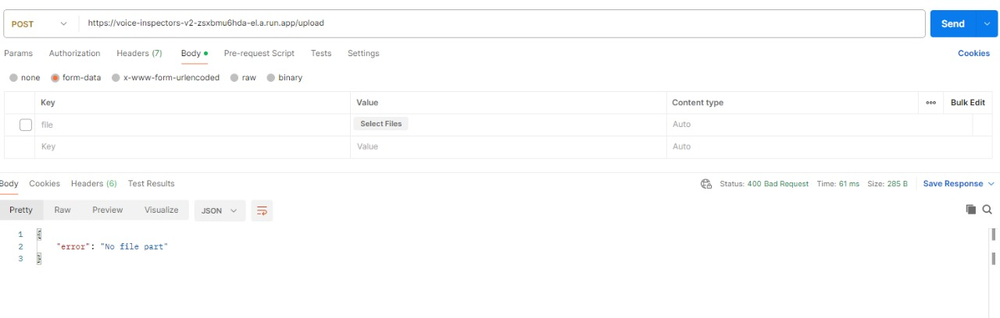 POST https://voice-inspectors-v2-zsxbmu6hda-el.a.run.app/upload Send
Params Authorization Headers (7) Body Pre-request Script Tests Settings Cookies
none form-data x-www-form-urlencoded raw binary
Key Value Content type Bulk Edit
file Select Files Auto
Key Value Auto
Body Cookies Headers (6) Test Results Status: 400 Bad Request Time: 61 ms Size: 285 B Save Response
Pretty Raw Preview Visualize JSON
1 {
2 "error": "No file part"
3 }